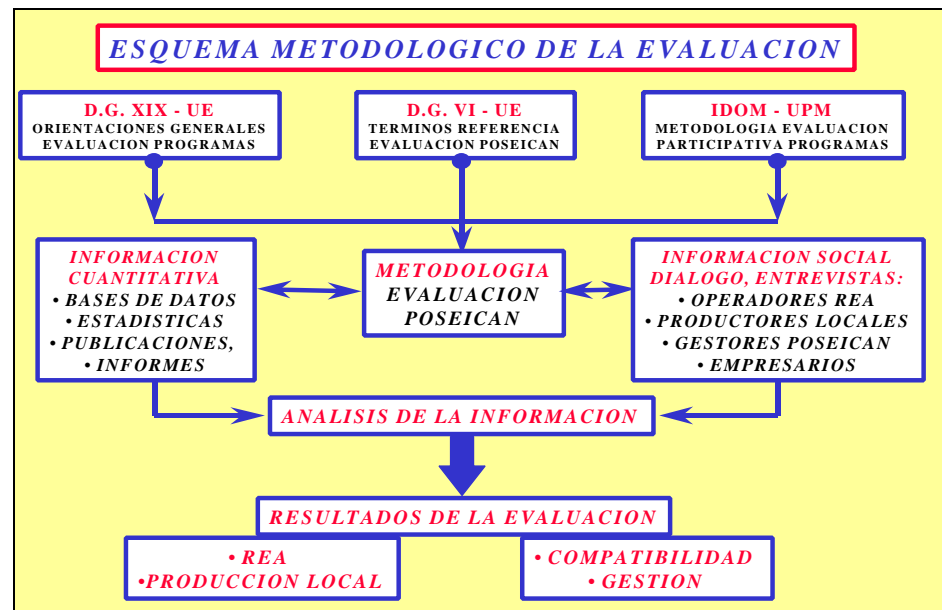 ESQUEMA METODOLOGICO DE LA EVALUACION
D.G. XIX - UE
ORIENTACIONES GENERALES
EVALUACION PROGRAMAS
D.G. VI - UE
TERMINOS REFERENCIA
EVALUACION POSEICAN
IDOM - UPM
METODOLOGIA EVALUACION
PARTICIPATIVA PROGRAMAS
INFORMACION
CUANTITATIVA
• BASES DE DATOS
• ESTADISTICAS
• PUBLICACIONES,
• INFORMES
METODOLOGIA
EVALUACION
POSEICAN
INFORMACION SOCIAL
DIALOGO, ENTREVISTAS:
• OPERADORES REA
• PRODUCTORES LOCALES
• GESTORES POSEICAN
• EMPRESARIOS
ANALISIS DE LA INFORMACION
RESULTADOS DE LA EVALUACION
• REA
•PRODUCCION LOCAL
• COMPATIBILIDAD
• GESTION